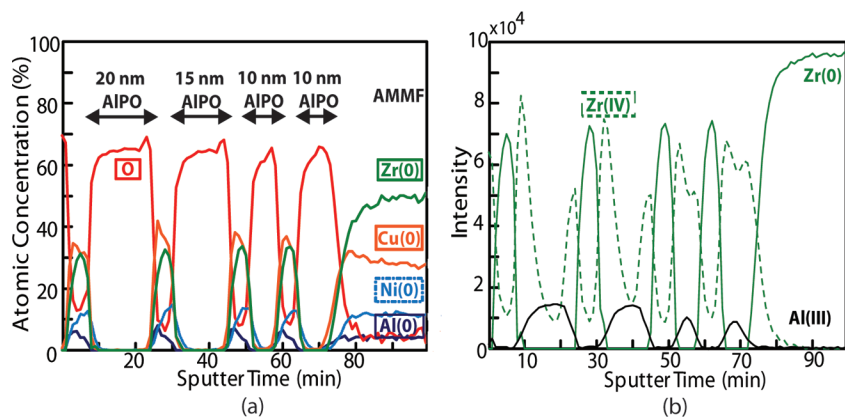 100
80
60
40
20
0
Atomic Concentration (%)
20 nm 15 nm 10 nm 10 nm
AlPO AlPO AlPO AlPO
AMMF
O
Zr(0)
Cu(0)
Ni(0)
Al(0)
20 40 60 80
Sputter Time (min)
(a)
x10⁴
10
8
6
4
2
0
Intensity
Zr(IV)
Zr(0)
Al(III)
10 30 50 70 90
Sputter Time (min)
(b)